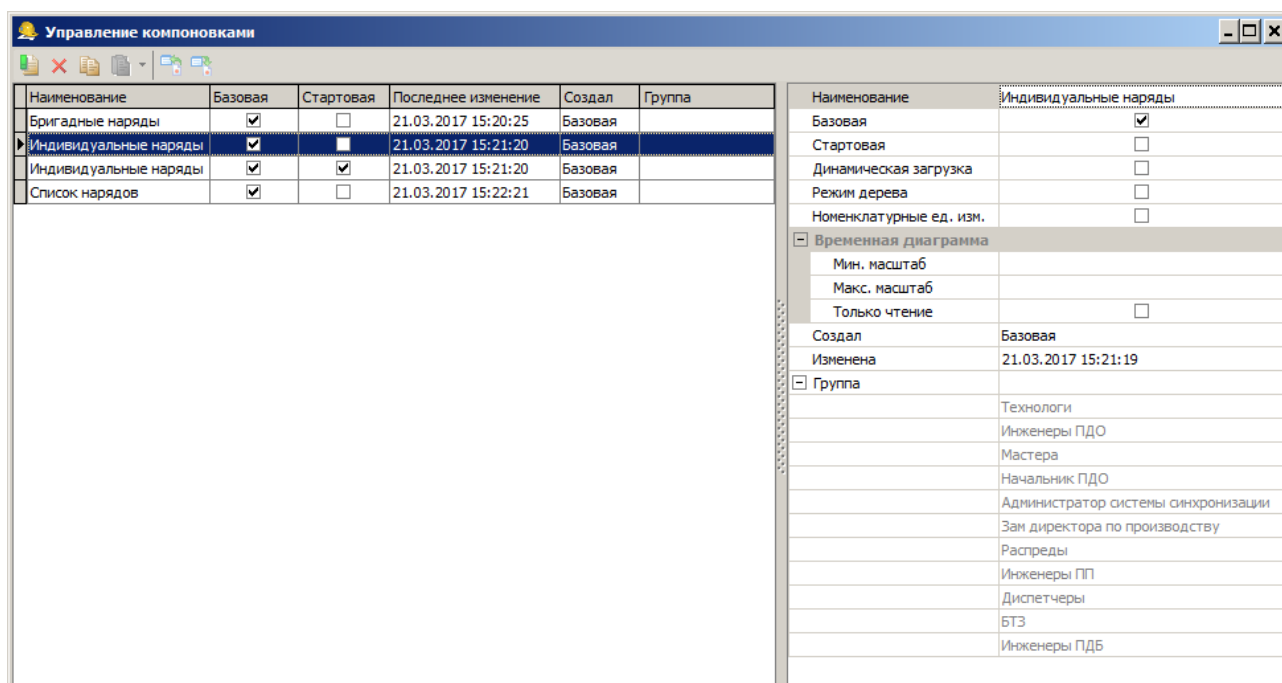 Управление компоновками
Наименование Базовая Стартовая Последнее изменение Создал Группа
Бригадные наряды 21.03.2017 15:20:25 Базовая
Индивидуальные наряды 21.03.2017 15:21:20 Базовая
Индивидуальные наряды 21.03.2017 15:21:20 Базовая
Список нарядов 21.03.2017 15:22:21 Базовая
Наименование Индивидуальные наряды
Базовая
Стартовая
Динамическая загрузка
Режим дерева
Номенклатурные ед. изм.
Временная диаграмма
Мин. масштаб
Макс. масштаб
Только чтение
Создал Базовая
Изменена 21.03.2017 15:21:19
Группа
Технологи
Инженеры ПДО
Мастера
Начальник ПДО
Администратор системы синхронизации
Зам директора по производству
Распреды
Инженеры ПП
Диспетчеры
БТЗ
Инженеры ПДБ